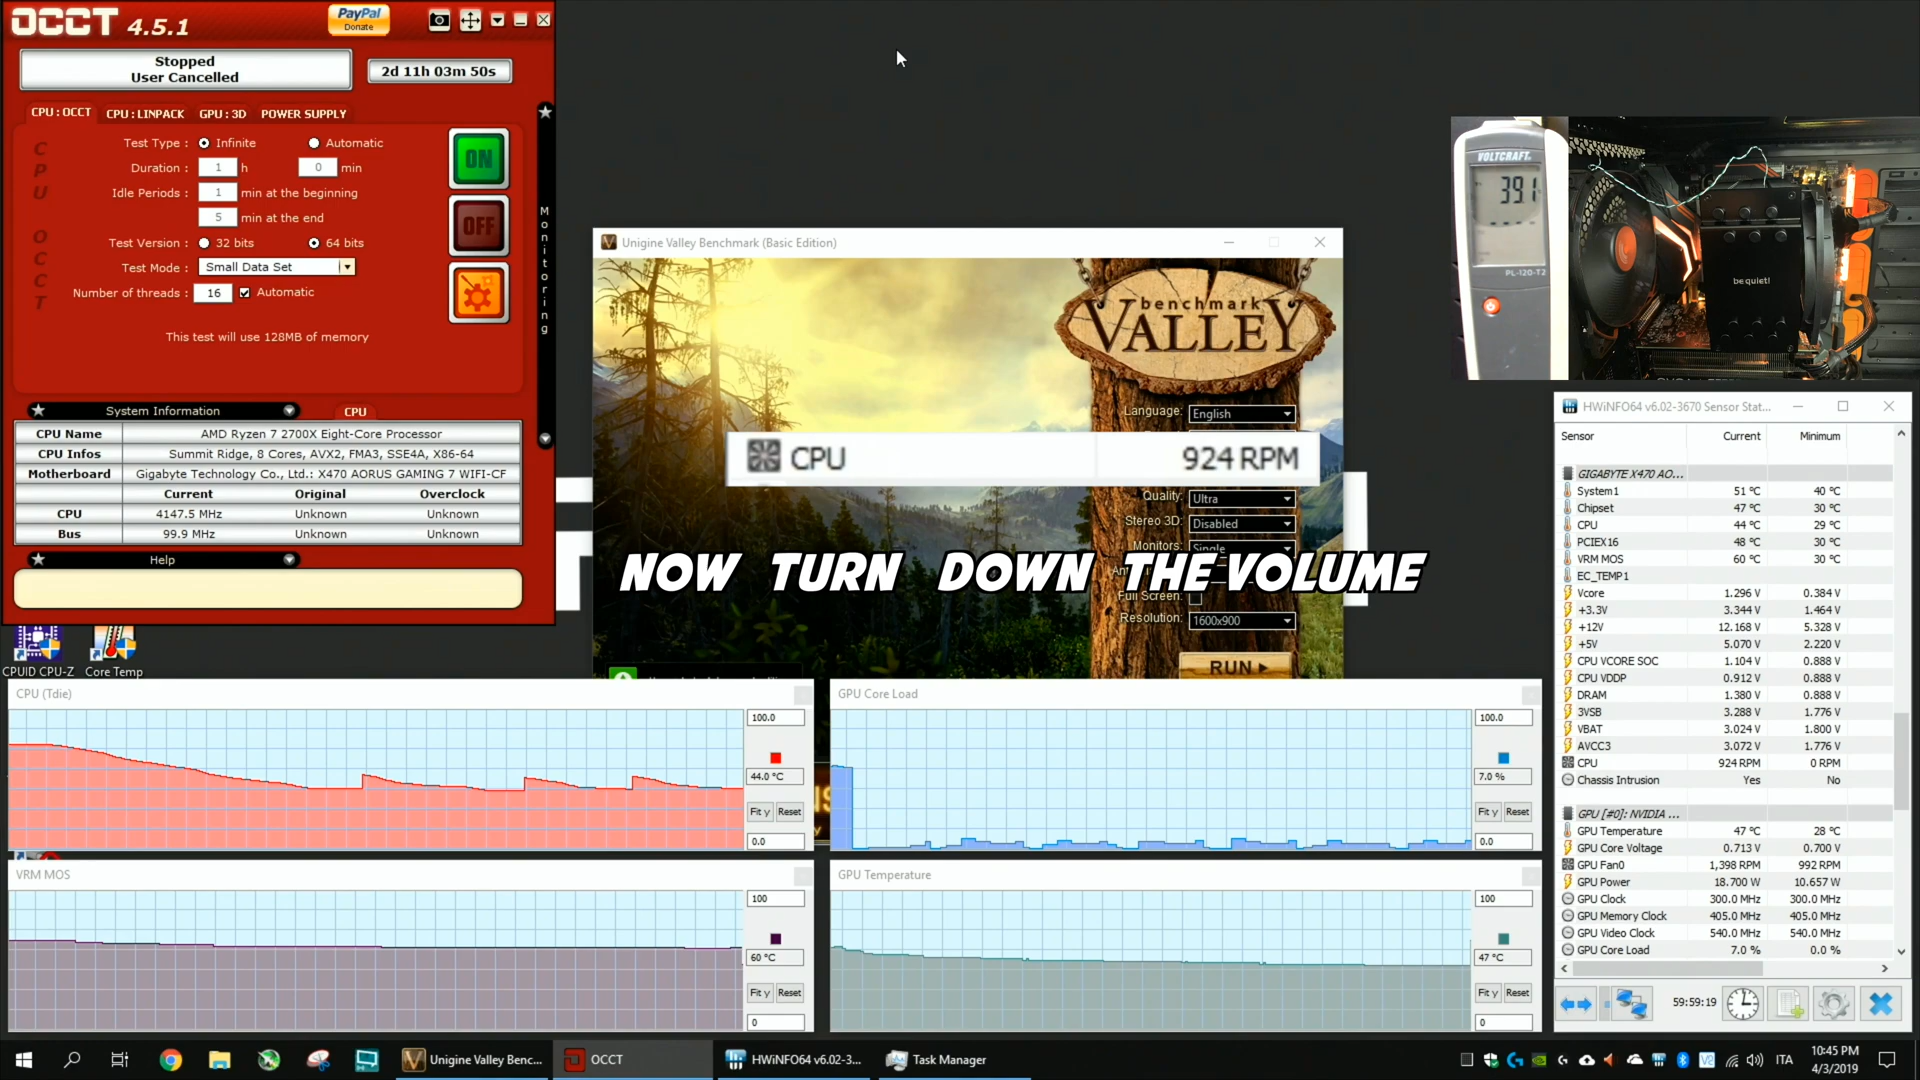 OCCT 4.5.1
PayPal
Donate
Stopped
User Cancelled
2d 11h 03m 50s
CPU : OCCT CPU : LINPACK GPU : 3D POWER SUPPLY
CPU OCCT
Test Type : Infinite Automatic
Duration : 1 h 0 min
Idle Periods : 1 min at the beginning
5 min at the end
Test Version : 32 bits 64 bits
Test Mode : Small Data Set
Number of threads : 16 Automatic
This test will use 128MB of memory
ON
OFF
Monitoring
System Information CPU
CPU Name AMD Ryzen 7 2700X Eight-Core Processor
CPU Infos Summit Ridge, 8 Cores, AVX2, FMA3, SSE4A, X86-64
Motherboard Gigabyte Technology Co., Ltd.: X470 AORUS GAMING 7 WIFI-CF
Current Original Overclock
CPU 4147.5 MHz Unknown Unknown
Bus 99.9 MHz Unknown Unknown
Help
CPUID CPU-Z Core Temp
Unigine Valley Benchmark (Basic Edition)
benchmark
VALLEY
Language: English
CPU 924 RPM
Quality: Ultra
Stereo 3D: Disabled
Monitors: Single
NOW TURN DOWN THE VOLUME
Full Screen:
Resolution: 1600x900
RUN
VOLTCRAFT
39.1
PL-120-T2
be quiet!
HWiNFO64 v6.02-3670 Sensor Stat...
Sensor Current Minimum
GIGABYTE X470 AO...
System1 51 °C 40 °C
Chipset 47 °C 30 °C
CPU 44 °C 29 °C
PCIEX16 48 °C 30 °C
VRM MOS 60 °C 30 °C
EC_TEMP1
Vcore 1.296 V 0.384 V
+3.3V 3.344 V 1.464 V
+12V 12.168 V 5.328 V
+5V 5.070 V 2.220 V
CPU VCORE SOC 1.104 V 0.888 V
CPU VDDP 0.912 V 0.888 V
DRAM 1.380 V 0.888 V
3VSB 3.288 V 1.776 V
VBAT 3.024 V 1.800 V
AVCC3 3.072 V 1.776 V
CPU 924 RPM 0 RPM
Chassis Intrusion Yes No
GPU [#0]: NVIDIA ...
GPU Temperature 47 °C 28 °C
GPU Core Voltage 0.713 V 0.700 V
GPU Fan0 1,398 RPM 992 RPM
GPU Power 18.700 W 10.657 W
GPU Clock 300.0 MHz 300.0 MHz
GPU Memory Clock 405.0 MHz 405.0 MHz
GPU Video Clock 540.0 MHz 540.0 MHz
GPU Core Load 7.0 % 0.0 %
59:59:19
CPU (Tdie)
100.0
44.0 °C
Fit y Reset
0.0
GPU Core Load
100.0
7.0 %
Fit y Reset
0.0
VRM MOS
100
60 °C
Fit y Reset
0
GPU Temperature
100
47 °C
Fit y Reset
0
Unigine Valley Benc...
OCCT
HWiNFO64 v6.02-3...
Task Manager
ITA
10:45 PM
4/3/2019